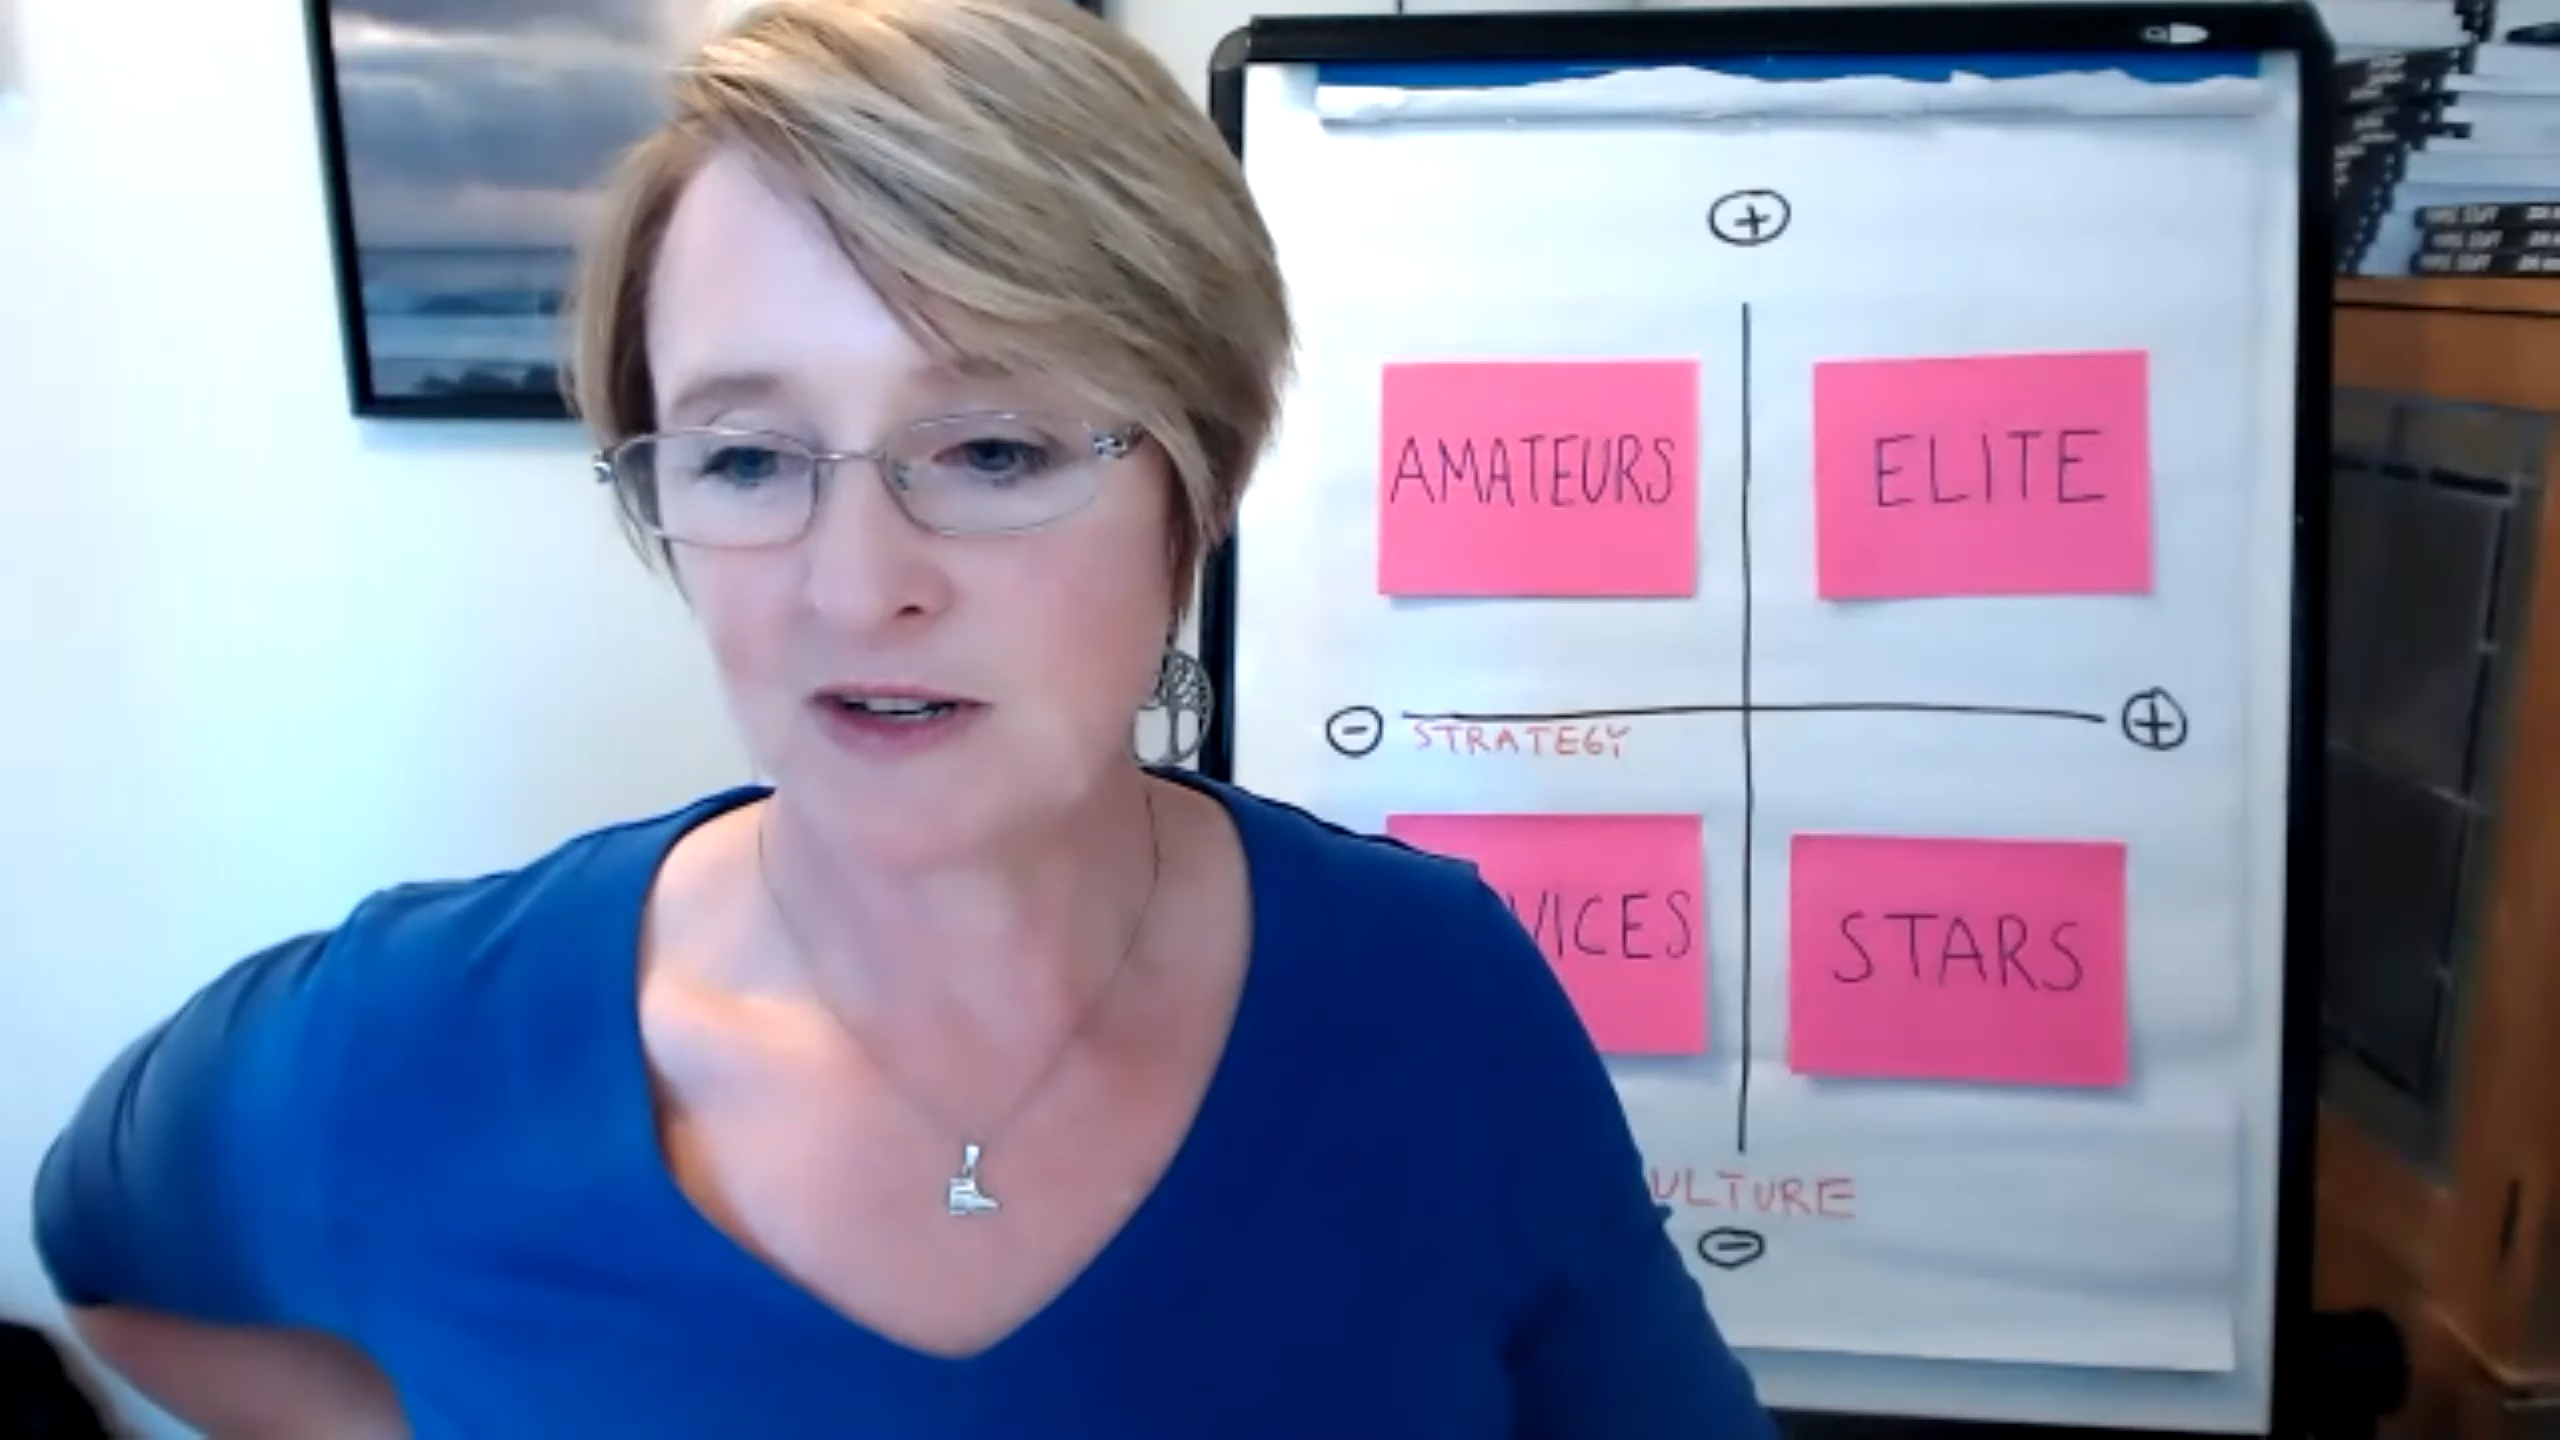 +
AMATEURS
ELITE
- STRATEGY +
VICES
STARS
ULTURE
-